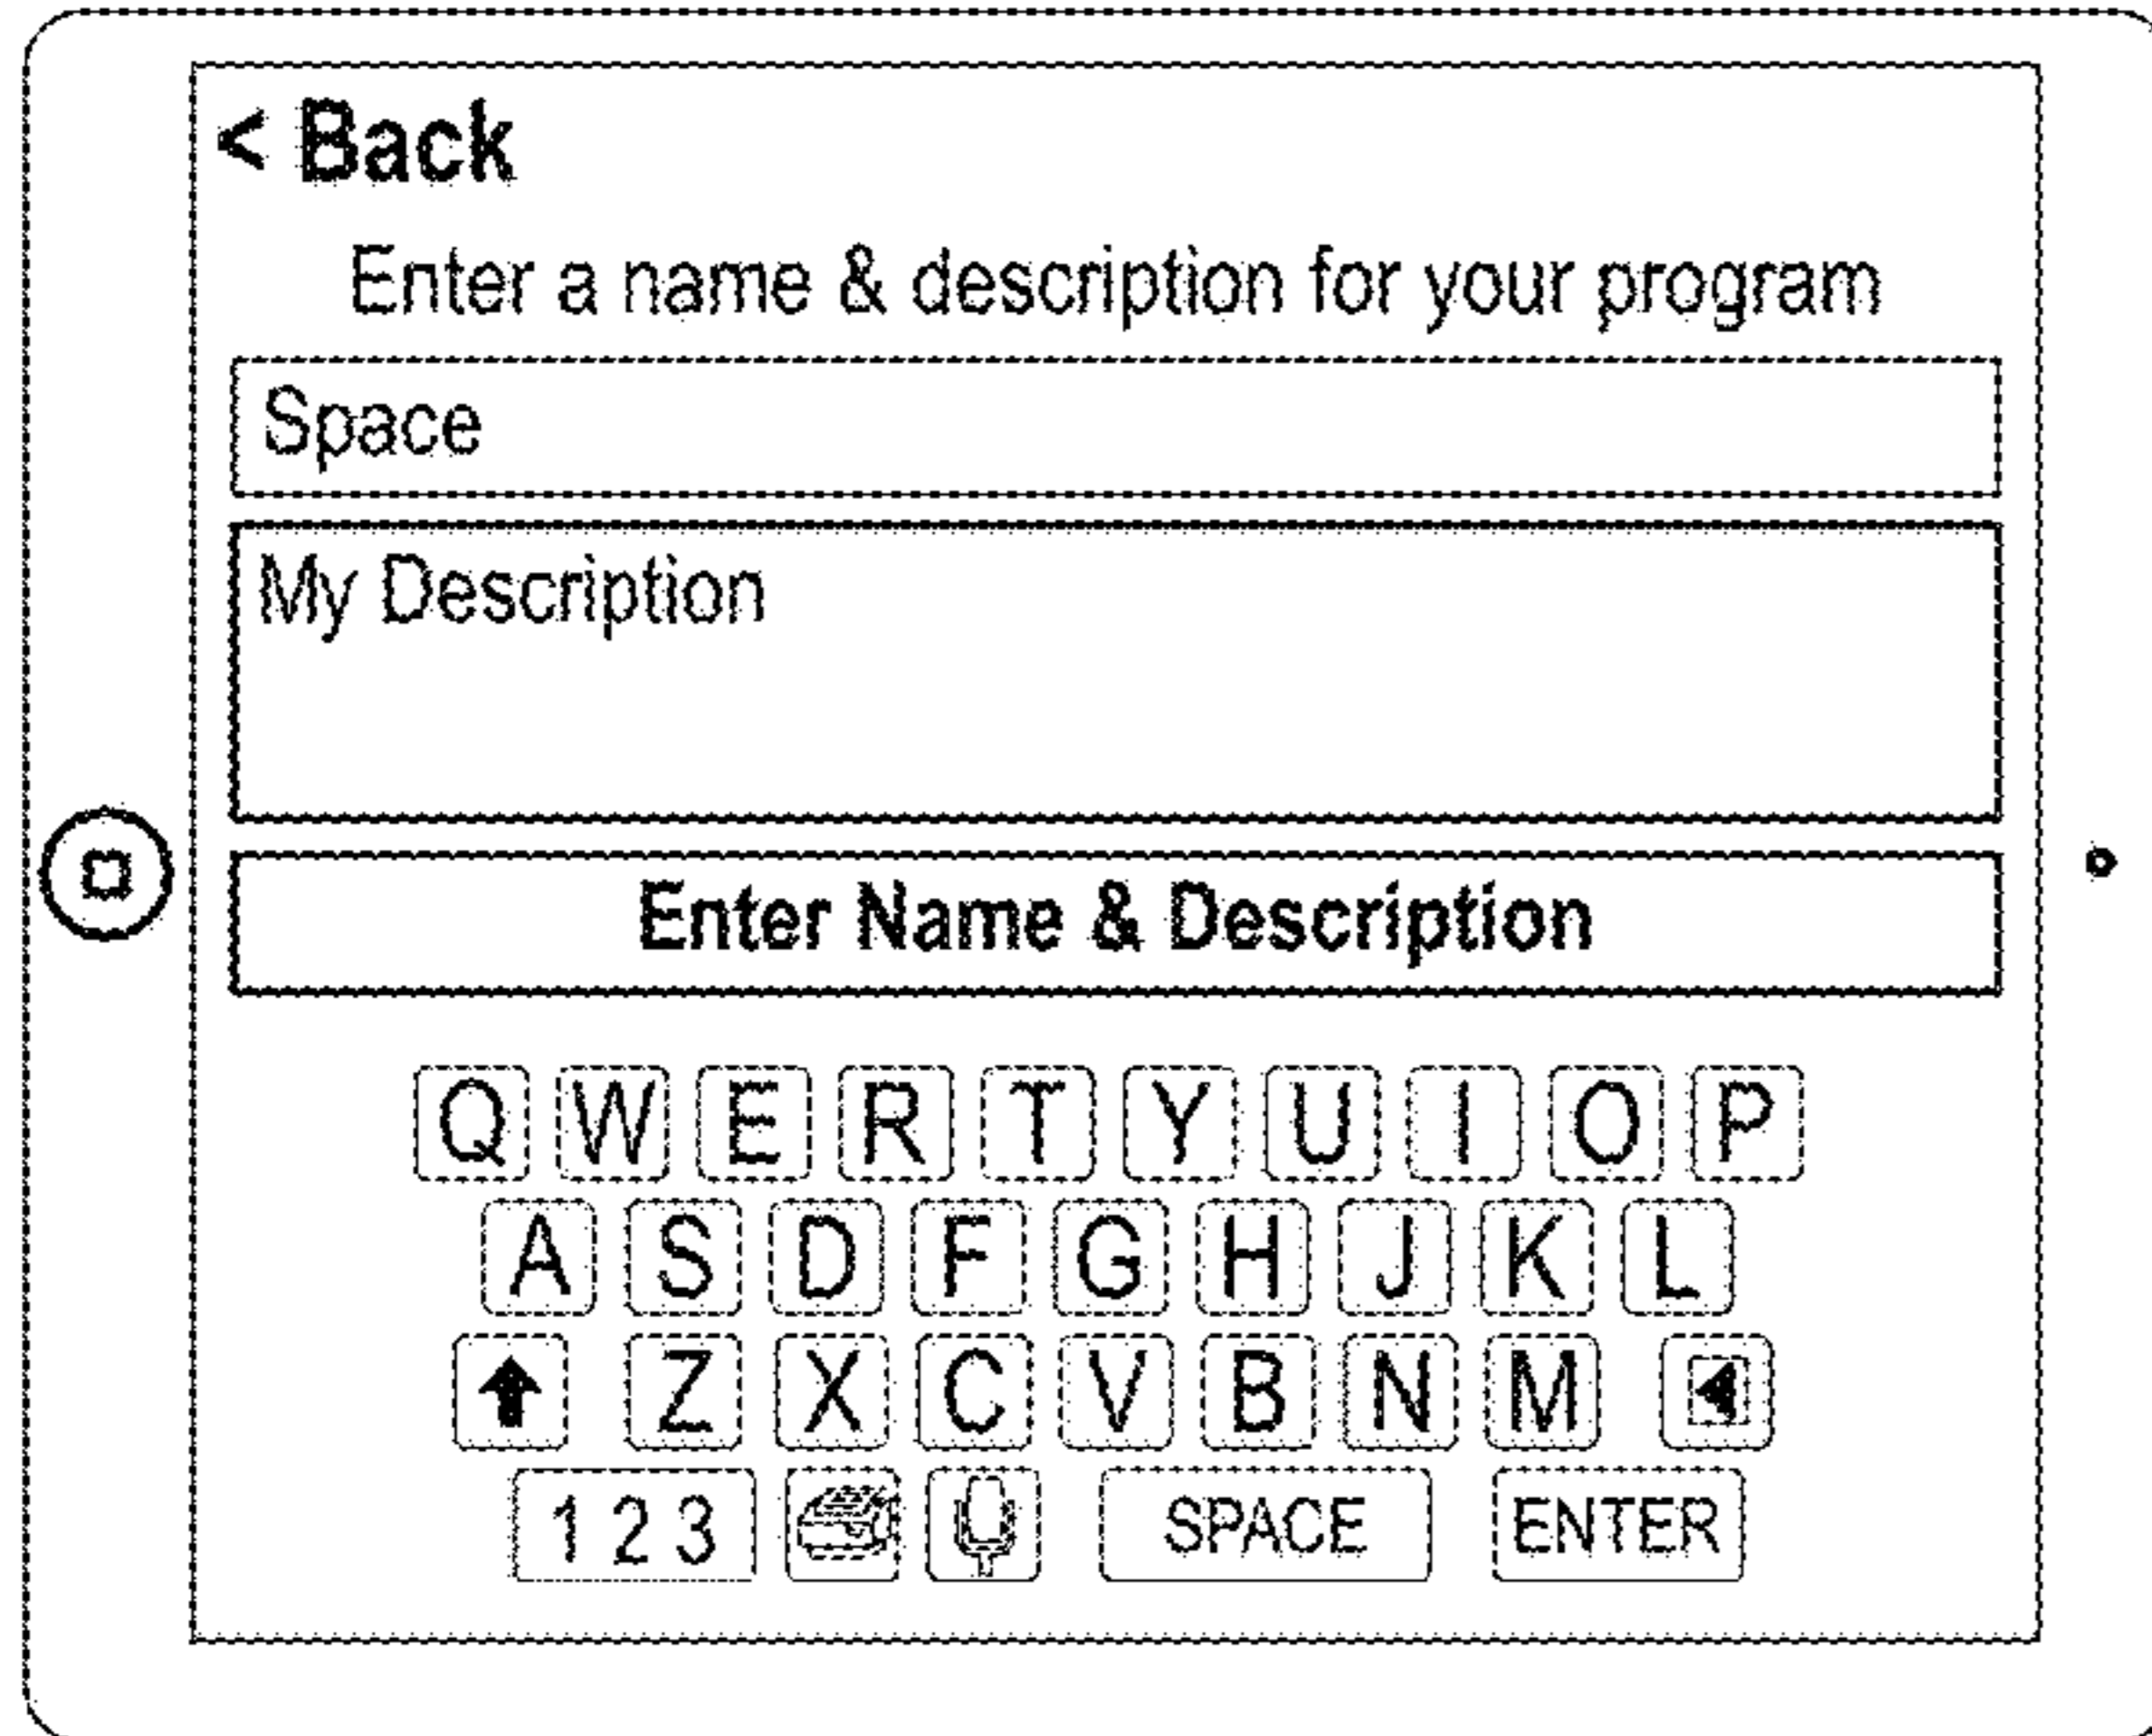 < Back
Enter a name & description for your program
Space
My Description
Enter Name & Description
Q W E R T Y U I O P
A S D F G H J K L
Z X C V B N M
1 2 3 SPACE ENTER